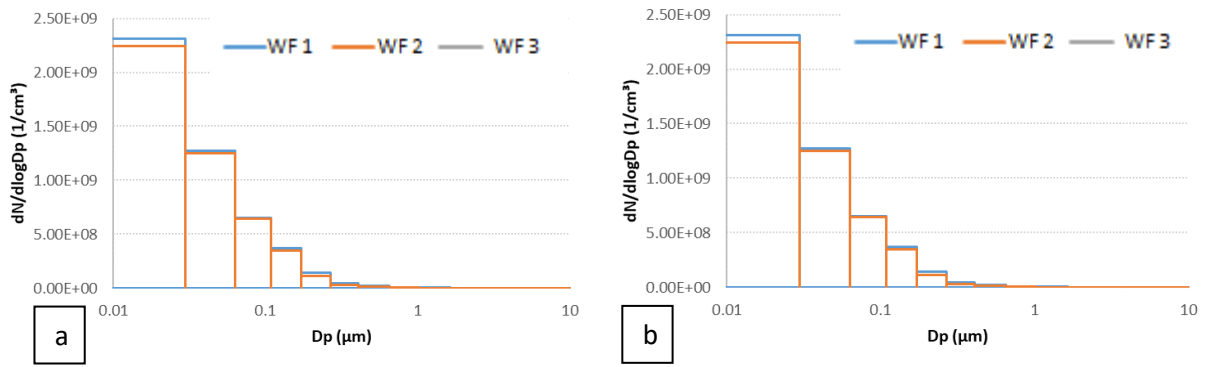 dN/dlogDp (1/cm³)
2.50E+09
2.00E+09
1.50E+09
1.00E+09
5.00E+08
0.00E+00
WF 1 WF 2 WF 3
0.01 0.1 1 10
Dp (µm)
a
dN/dlogDp (1/cm³)
2.50E+09
2.00E+09
1.50E+09
1.00E+09
5.00E+08
0.00E+00
WF 1 WF 2 WF 3
0.01 0.1 1 10
Dp (µm)
b